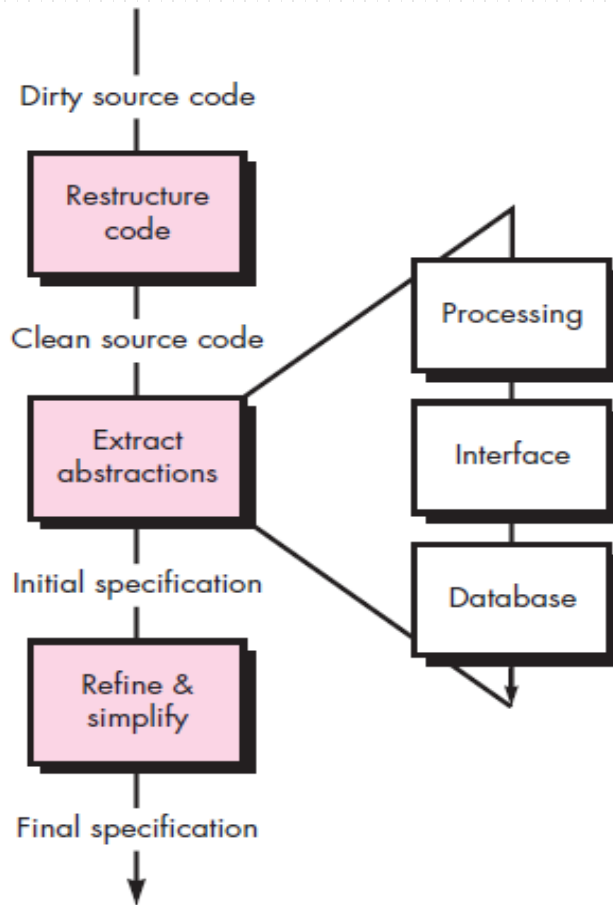 Dirty source code
Restructure
code
Clean source code
Extract
abstractions
Initial specification
Refine &
simplify
Final specification
Processing
Interface
Database